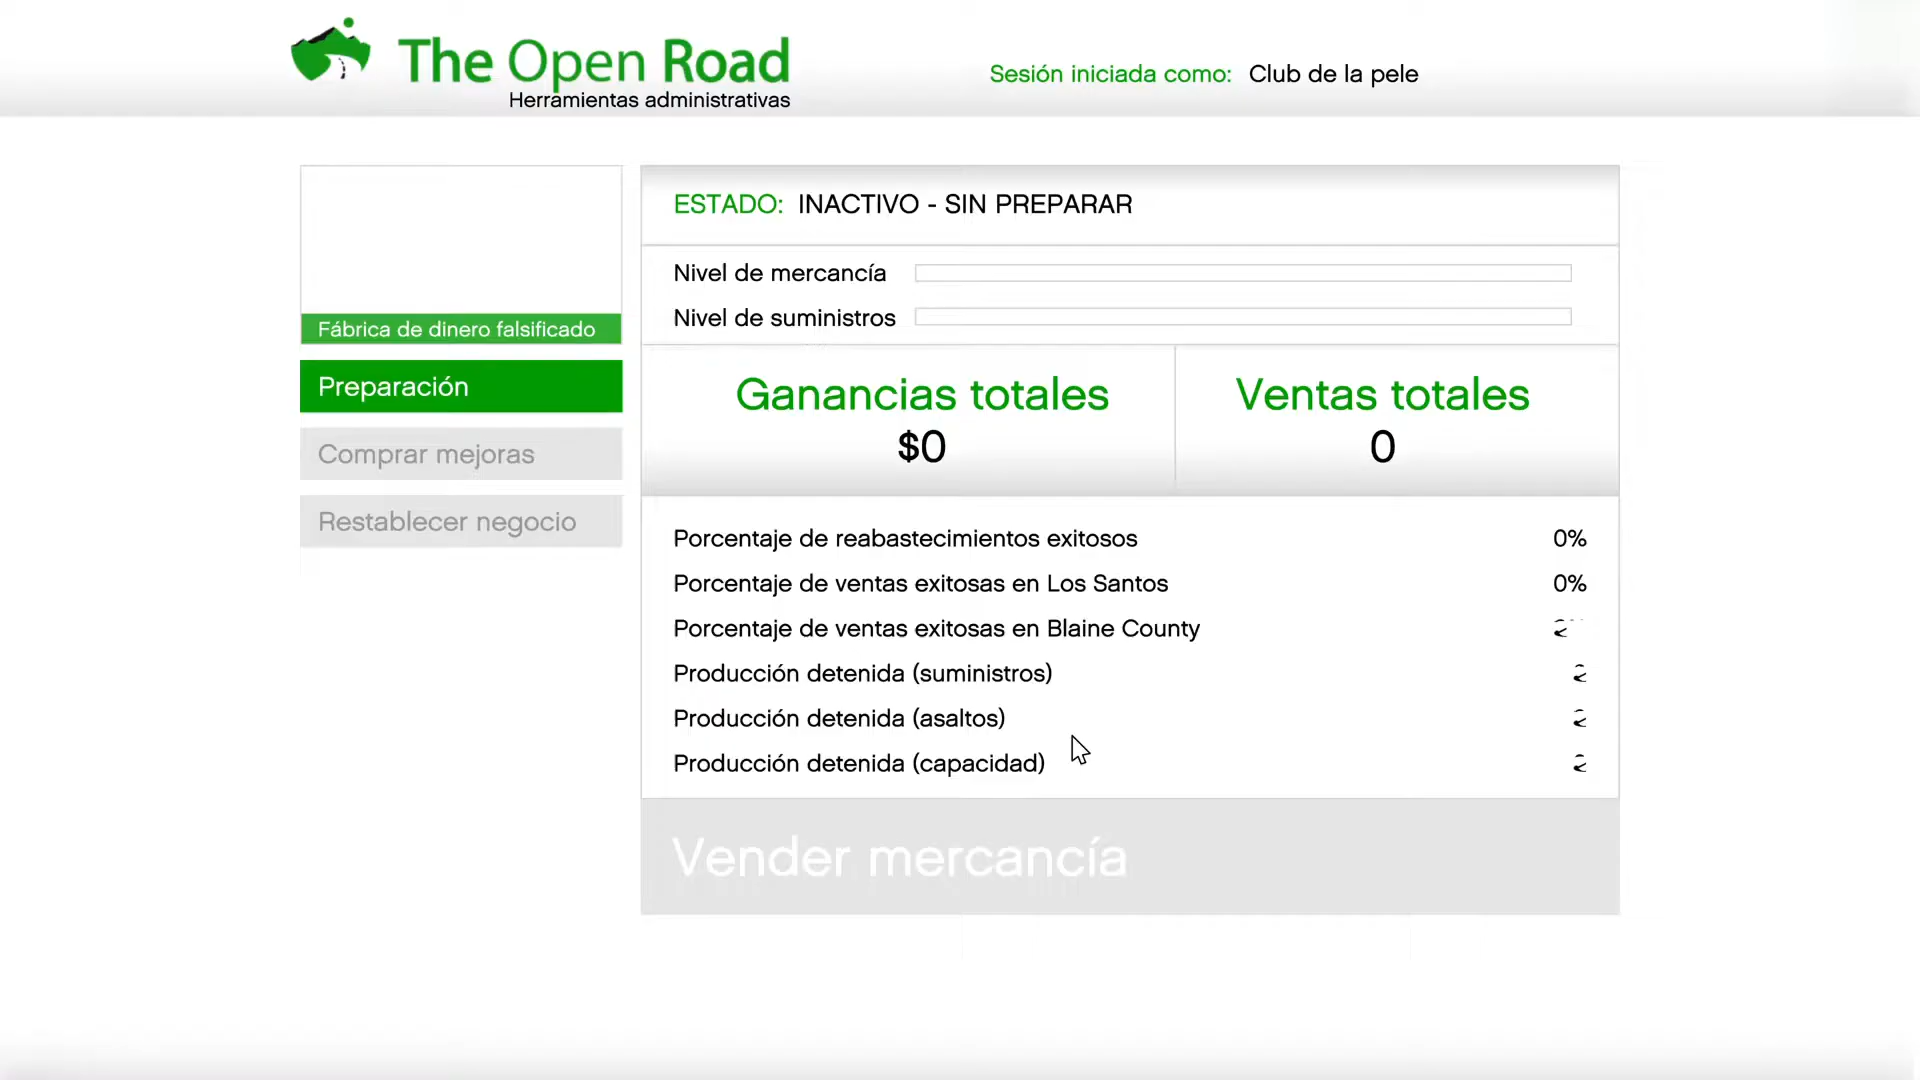 The Open Road
Herramientas administrativas
Sesión iniciada como: Club de la pele
Fábrica de dinero falsificado
Preparación
Comprar mejoras
Restablecer negocio
ESTADO: INACTIVO - SIN PREPARAR
Nivel de mercancía
Nivel de suministros
Ganancias totales
$0
Ventas totales
0
Porcentaje de reabastecimientos exitosos 0%
Porcentaje de ventas exitosas en Los Santos 0%
Porcentaje de ventas exitosas en Blaine County
Producción detenida (suministros)
Producción detenida (asaltos)
Producción detenida (capacidad)
Vender mercancía